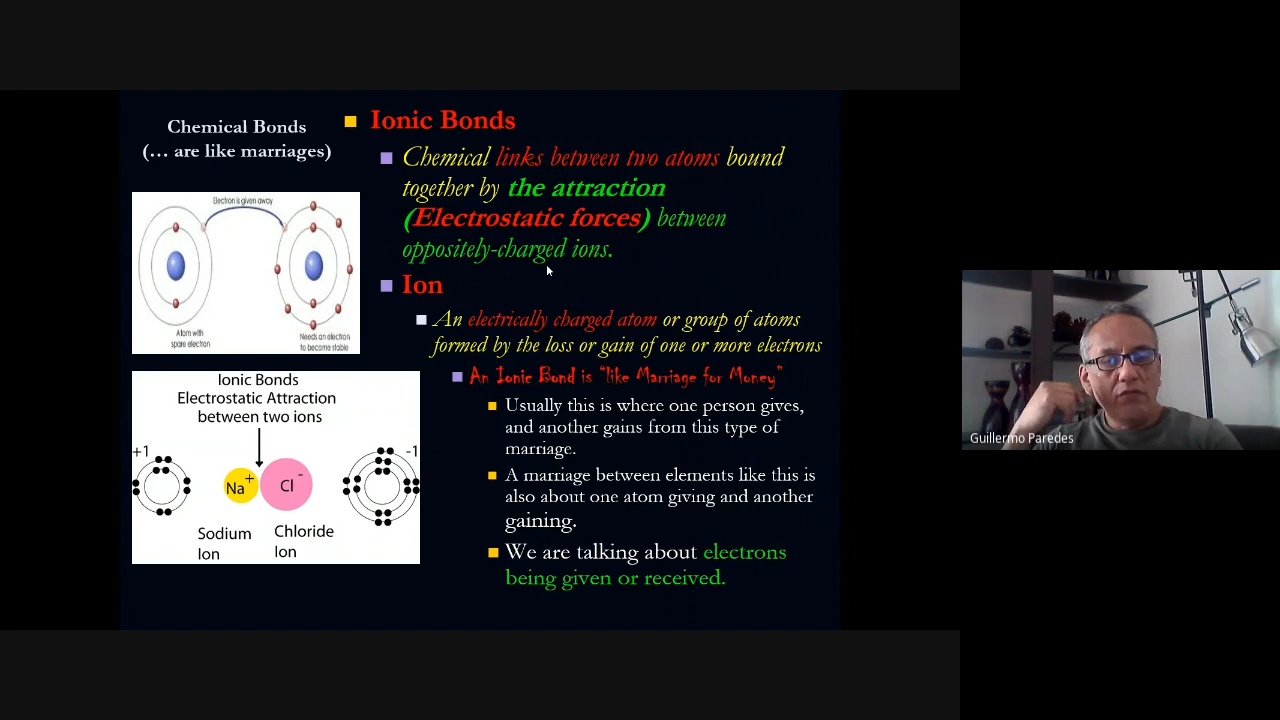 Chemical Bonds
(... are like marriages)
Ionic Bonds
Chemical links between two atoms bound
together by the attraction
(Electrostatic forces) between
oppositely-charged ions.
Ion
An electrically charged atom or group of atoms
formed by the loss or gain of one or more electrons
An Ionic Bond is “like Marriage for Money”
Usually this is where one person gives,
and another gains from this type of
marriage.
A marriage between elements like this is
also about one atom giving and another
gaining.
We are talking about electrons
being given or received.
Electron is given away
Atom with
spare electron
Needs an electron
to become stable
Ionic Bonds
Electrostatic Attraction
between two ions
+1
-1
Na+
Cl-
Sodium
Ion
Chloride
Ion
Guillermo Paredes